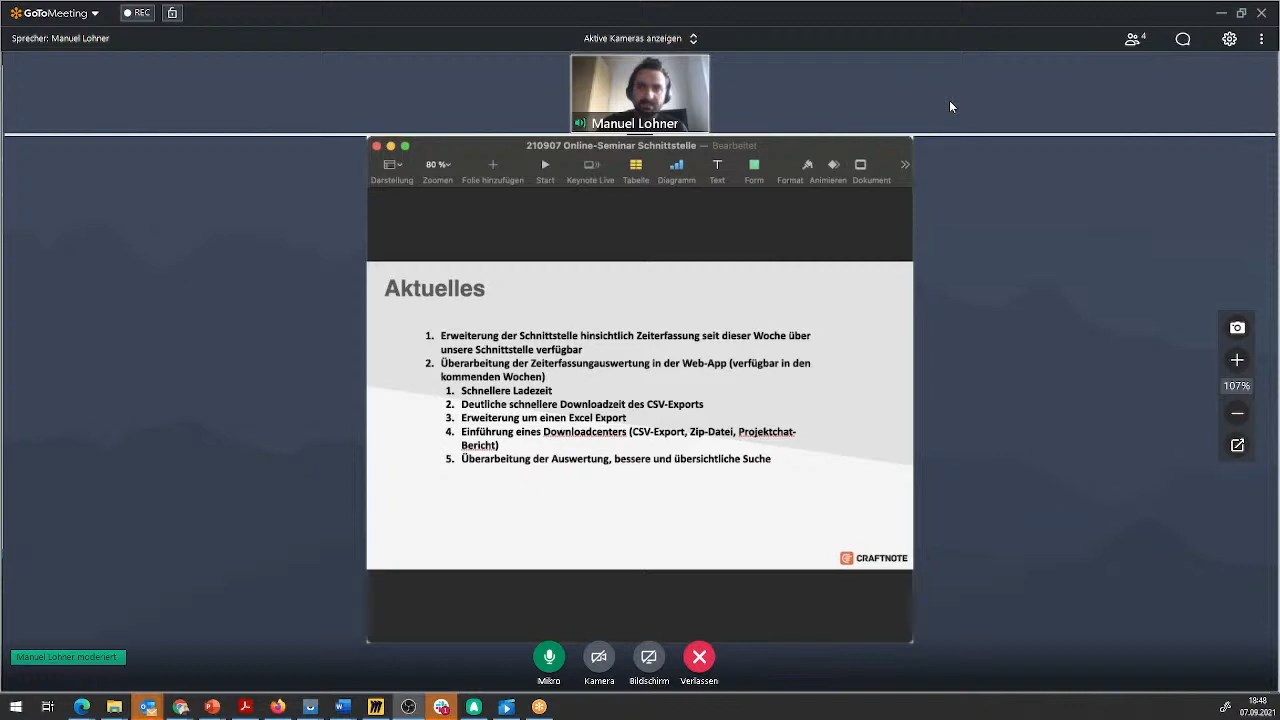 GoToMeeting
REC
Sprecher: Manuel Lohner
Aktive Kameras anzeigen
4
Manuel Lohner
210907 Online-Seminar Schnittstelle — Bearbeitet
80 %
Darstellung Zoomen Folie hinzufügen Start Keynote Live Tabelle Diagramm Text Form Format Animieren Dokument
Aktuelles
1. Erweiterung der Schnittstelle hinsichtlich Zeiterfassung seit dieser Woche über
unsere Schnittstelle verfügbar
2. Überarbeitung der Zeiterfassungauswertung in der Web-App (verfügbar in den
kommenden Wochen)
1. Schnellere Ladezeit
2. Deutliche schnellere Downloadzeit des CSV-Exports
3. Erweiterung um einen Excel Export
4. Einführung eines Downloadcenters (CSV-Export, Zip-Datei, Projektchat-
Bericht)
5. Überarbeitung der Auswertung, bessere und übersichtliche Suche
CRAFTNOTE
107%
Manuel Lohner moderiert
Mikro Kamera Bildschirm Verlassen
18:48
07.09.2021